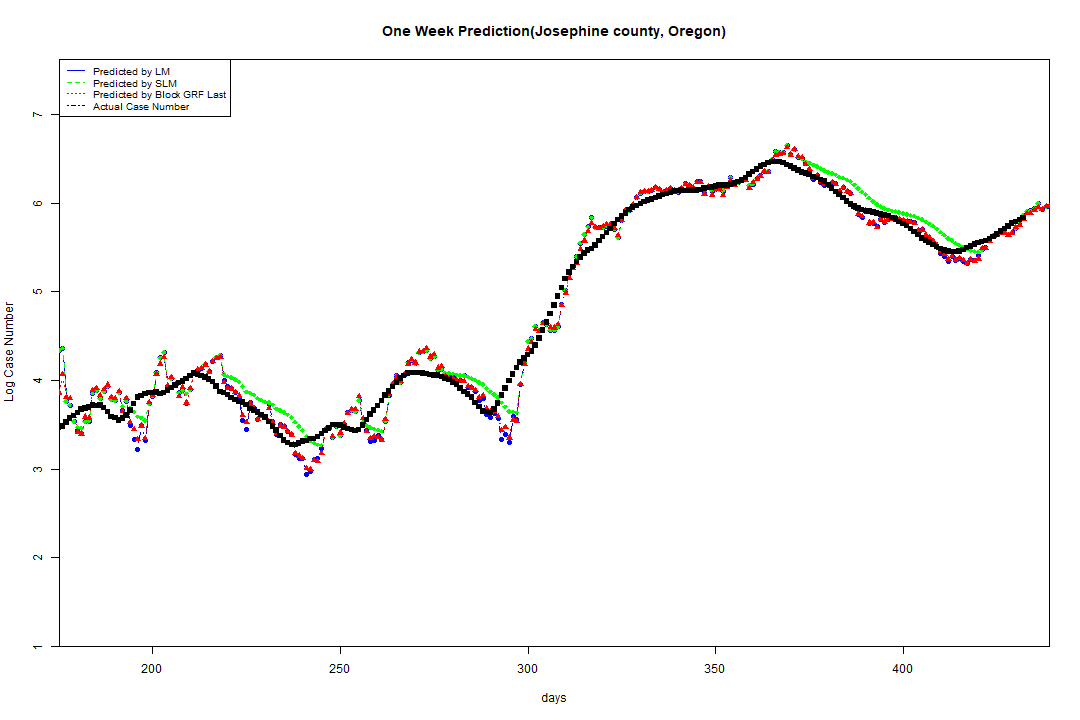 One Week Prediction(Josephine county, Oregon)
Predicted by LM
Predicted by SLM
Predicted by Block GRF Last
Actual Case Number
7
6
5
4
3
2
1
Log Case Number
200 250 300 350 400
days